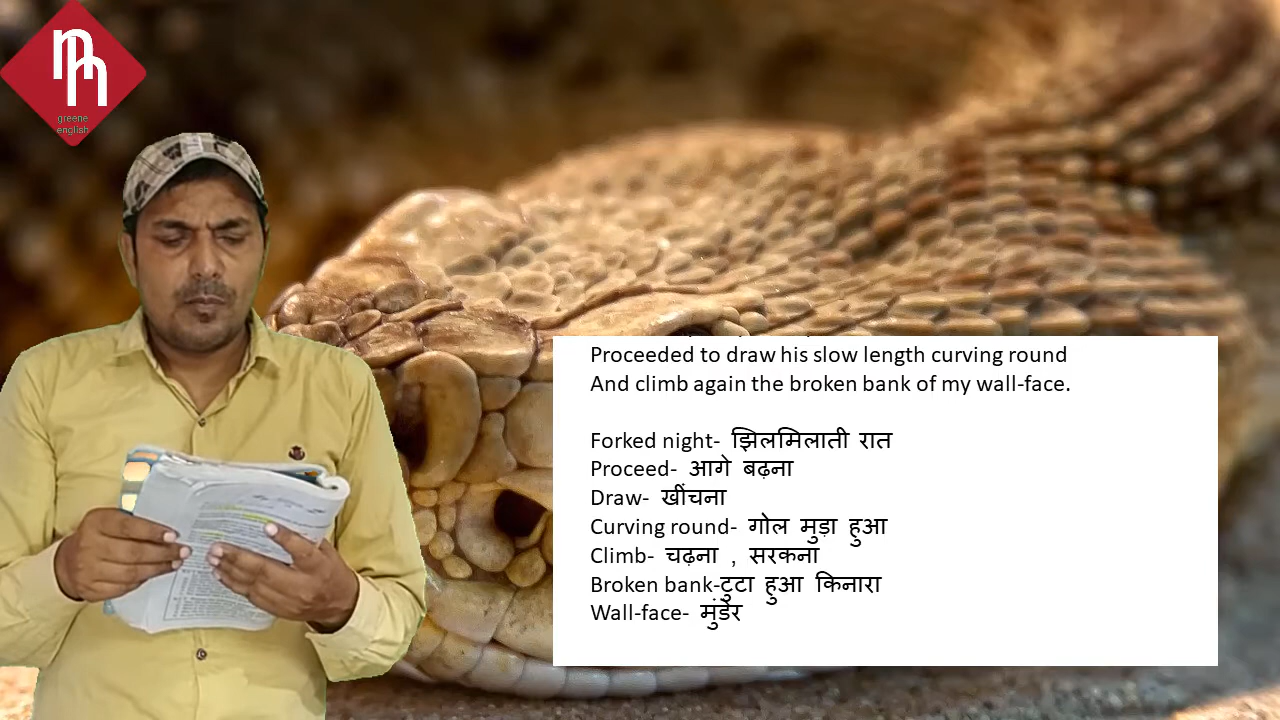 greene
english
Proceeded to draw his slow length curving round
And climb again the broken bank of my wall-face.
Forked night- झिलमिलाती रात
Proceed- आगे बढ़ना
Draw- खींचना
Curving round- गोल मुड़ा हुआ
Climb- चढ़ना , सरकना
Broken bank-टुटा हुआ किनारा
Wall-face- मुंडेर